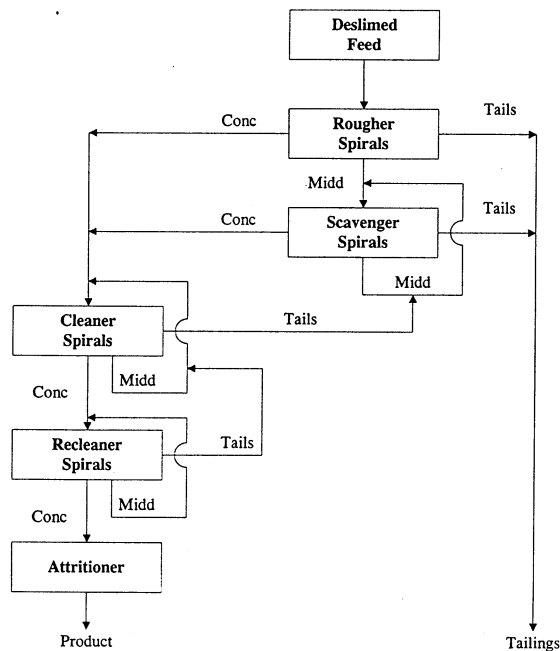 Deslimed
Feed
Conc
Rougher
Spirals
Tails
Midd
Conc
Scavenger
Spirals
Tails
Midd
Cleaner
Spirals
Tails
Conc
Midd
Recleaner
Spirals
Tails
Conc
Midd
Attritioner
Product
Tailings